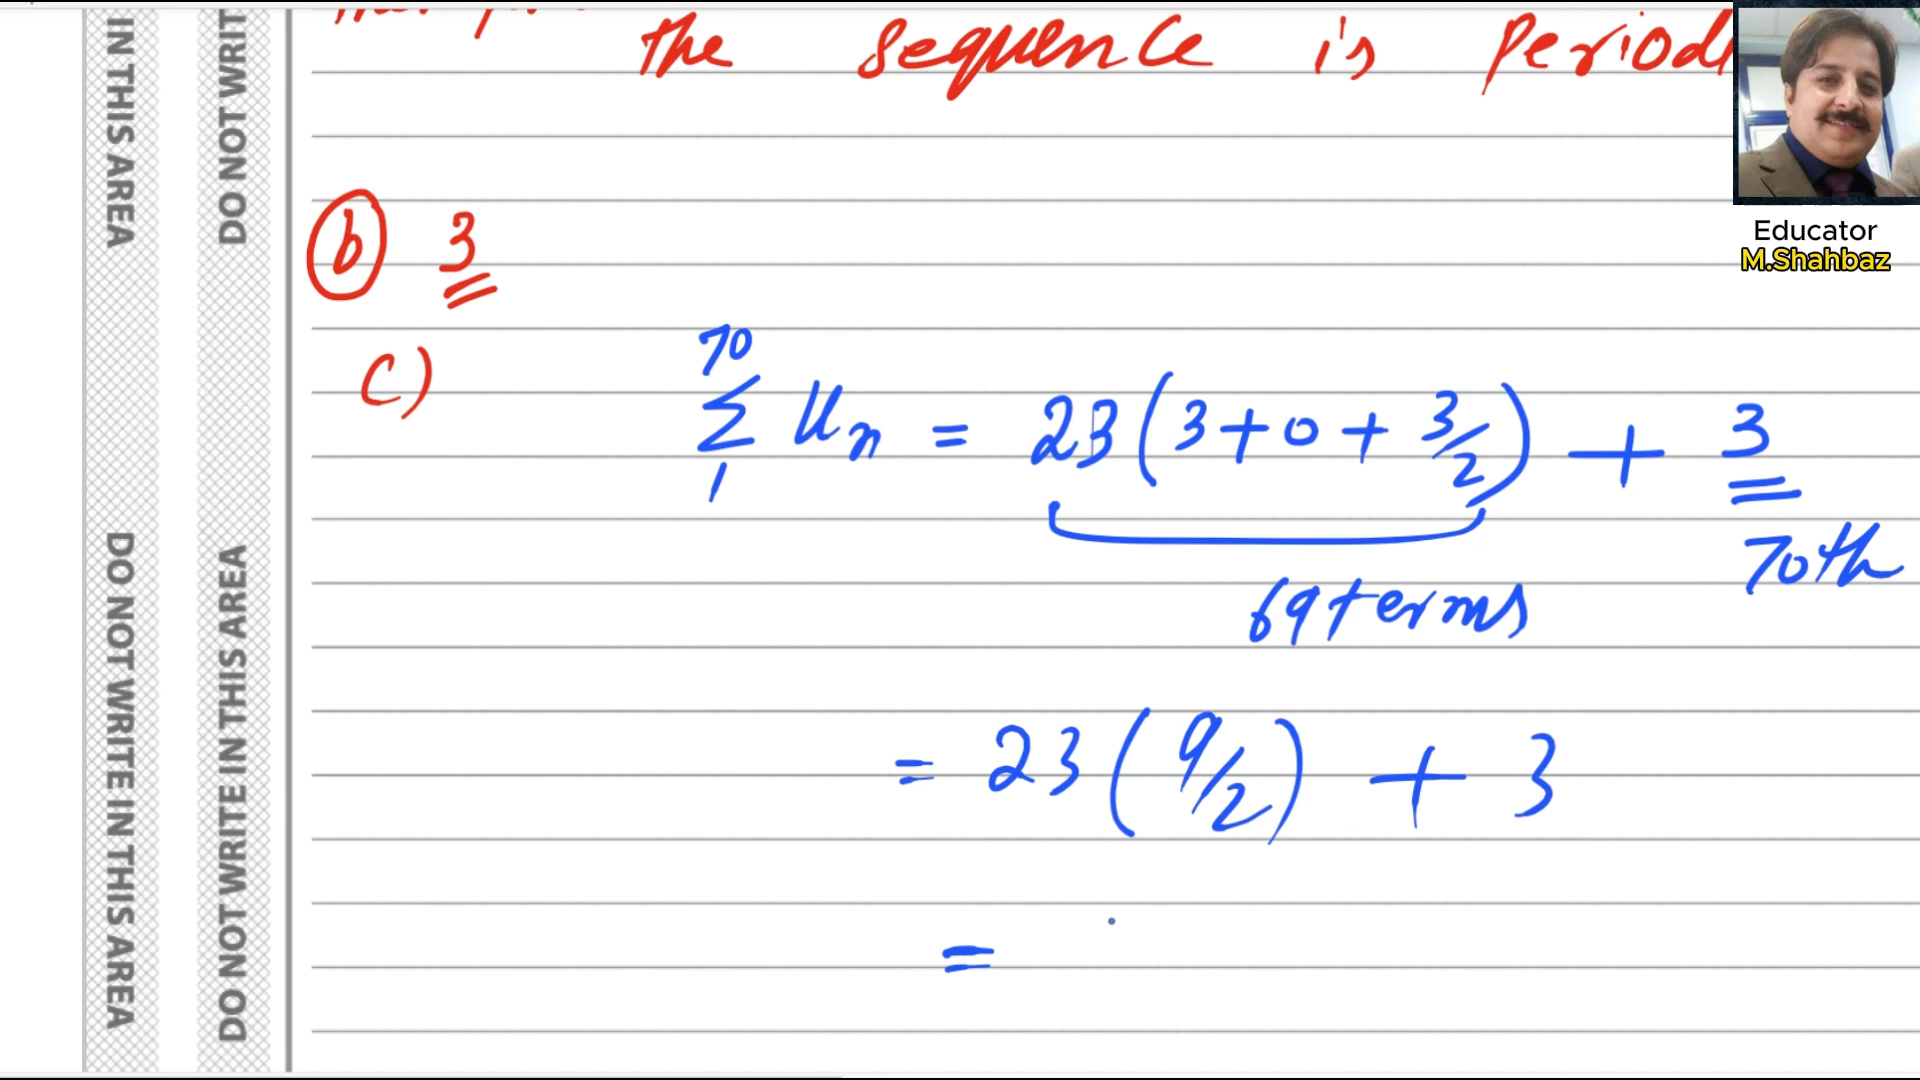 the sequence is Period
b 3
C) 70 Σ 1 Un = 23(3+0+3/2) + 3
69 terms 70th
= 23(9/2) + 3
=
IN THIS AREA
DO NOT WRITE IN THIS AREA
DO NOT WRIT
DO NOT WRITE IN THIS AREA
Educator
M.Shahbaz